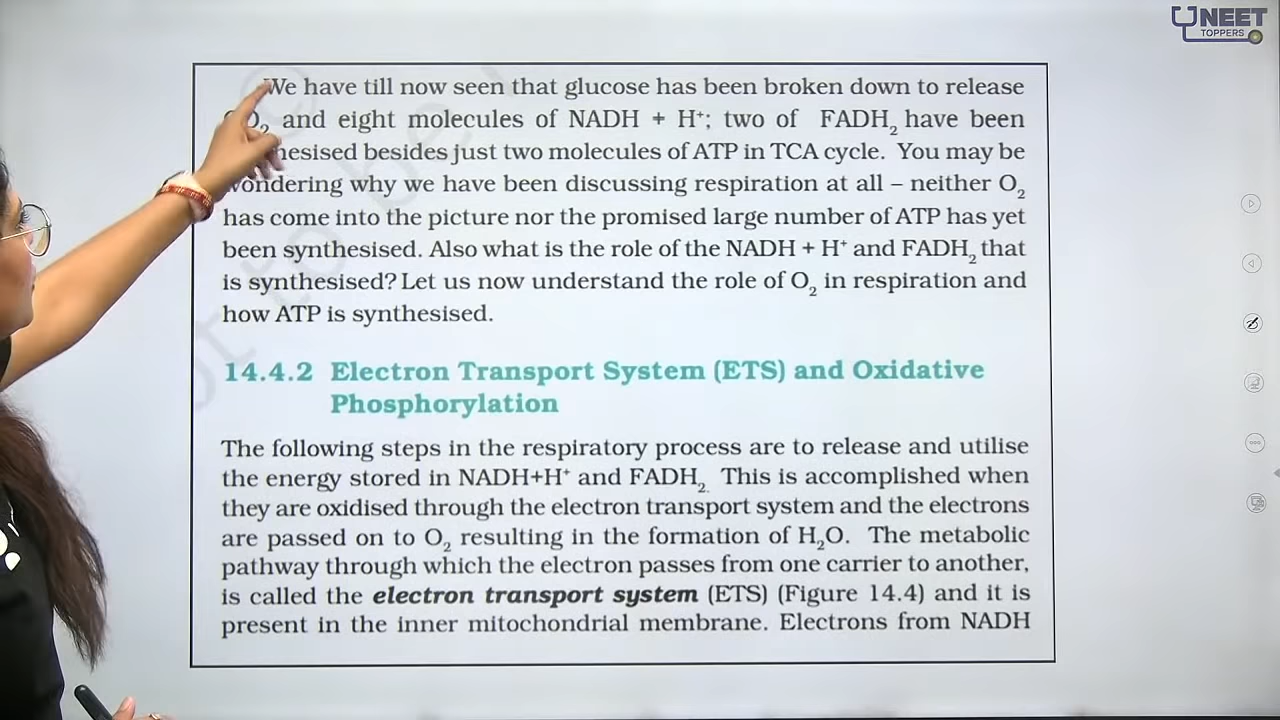 UNEET
TOPPERS
We have till now seen that glucose has been broken down to release
and eight molecules of NADH + H⁺; two of FADH₂ have been
besides just two molecules of ATP in TCA cycle. You may be
wondering why we have been discussing respiration at all – neither O₂
has come into the picture nor the promised large number of ATP has yet
been synthesised. Also what is the role of the NADH + H⁺ and FADH₂ that
is synthesised? Let us now understand the role of O₂ in respiration and
how ATP is synthesised.
14.4.2 Electron Transport System (ETS) and Oxidative
Phosphorylation
The following steps in the respiratory process are to release and utilise
the energy stored in NADH+H⁺ and FADH₂. This is accomplished when
they are oxidised through the electron transport system and the electrons
are passed on to O₂ resulting in the formation of H₂O. The metabolic
pathway through which the electron passes from one carrier to another,
is called the electron transport system (ETS) (Figure 14.4) and it is
present in the inner mitochondrial membrane. Electrons from NADH